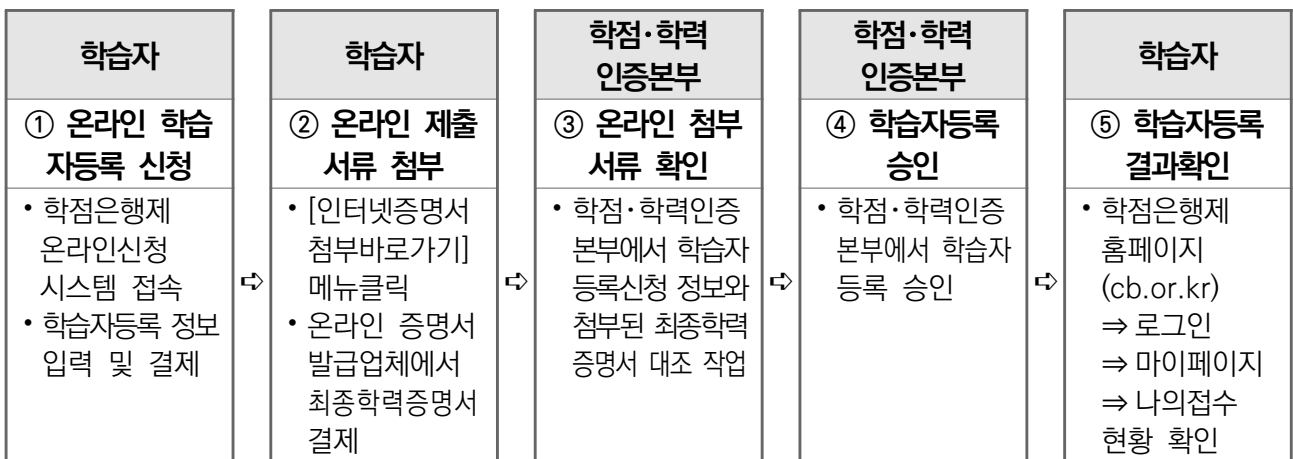 학습자
① 온라인 학습
자등록 신청
• 학점은행제
온라인신청
시스템 접속
• 학습자등록 정보
입력 및 결제
➪
학습자
② 온라인 제출
서류 첨부
• [인터넷증명서
첨부바로가기]
메뉴클릭
• 온라인 증명서
발급업체에서
최종학력증명서
결제
➪
학점·학력
인증본부
③ 온라인 첨부
서류 확인
• 학점·학력인증
본부에서 학습자
등록신청 정보와
첨부된 최종학력
증명서 대조 작업
➪
학점·학력
인증본부
④ 학습자등록
승인
• 학점·학력인증
본부에서 학습자
등록 승인
➪
학습자
⑤ 학습자등록
결과확인
• 학점은행제
홈페이지
(cb.or.kr)
⇒ 로그인
⇒ 마이페이지
⇒ 나의접수
현황 확인